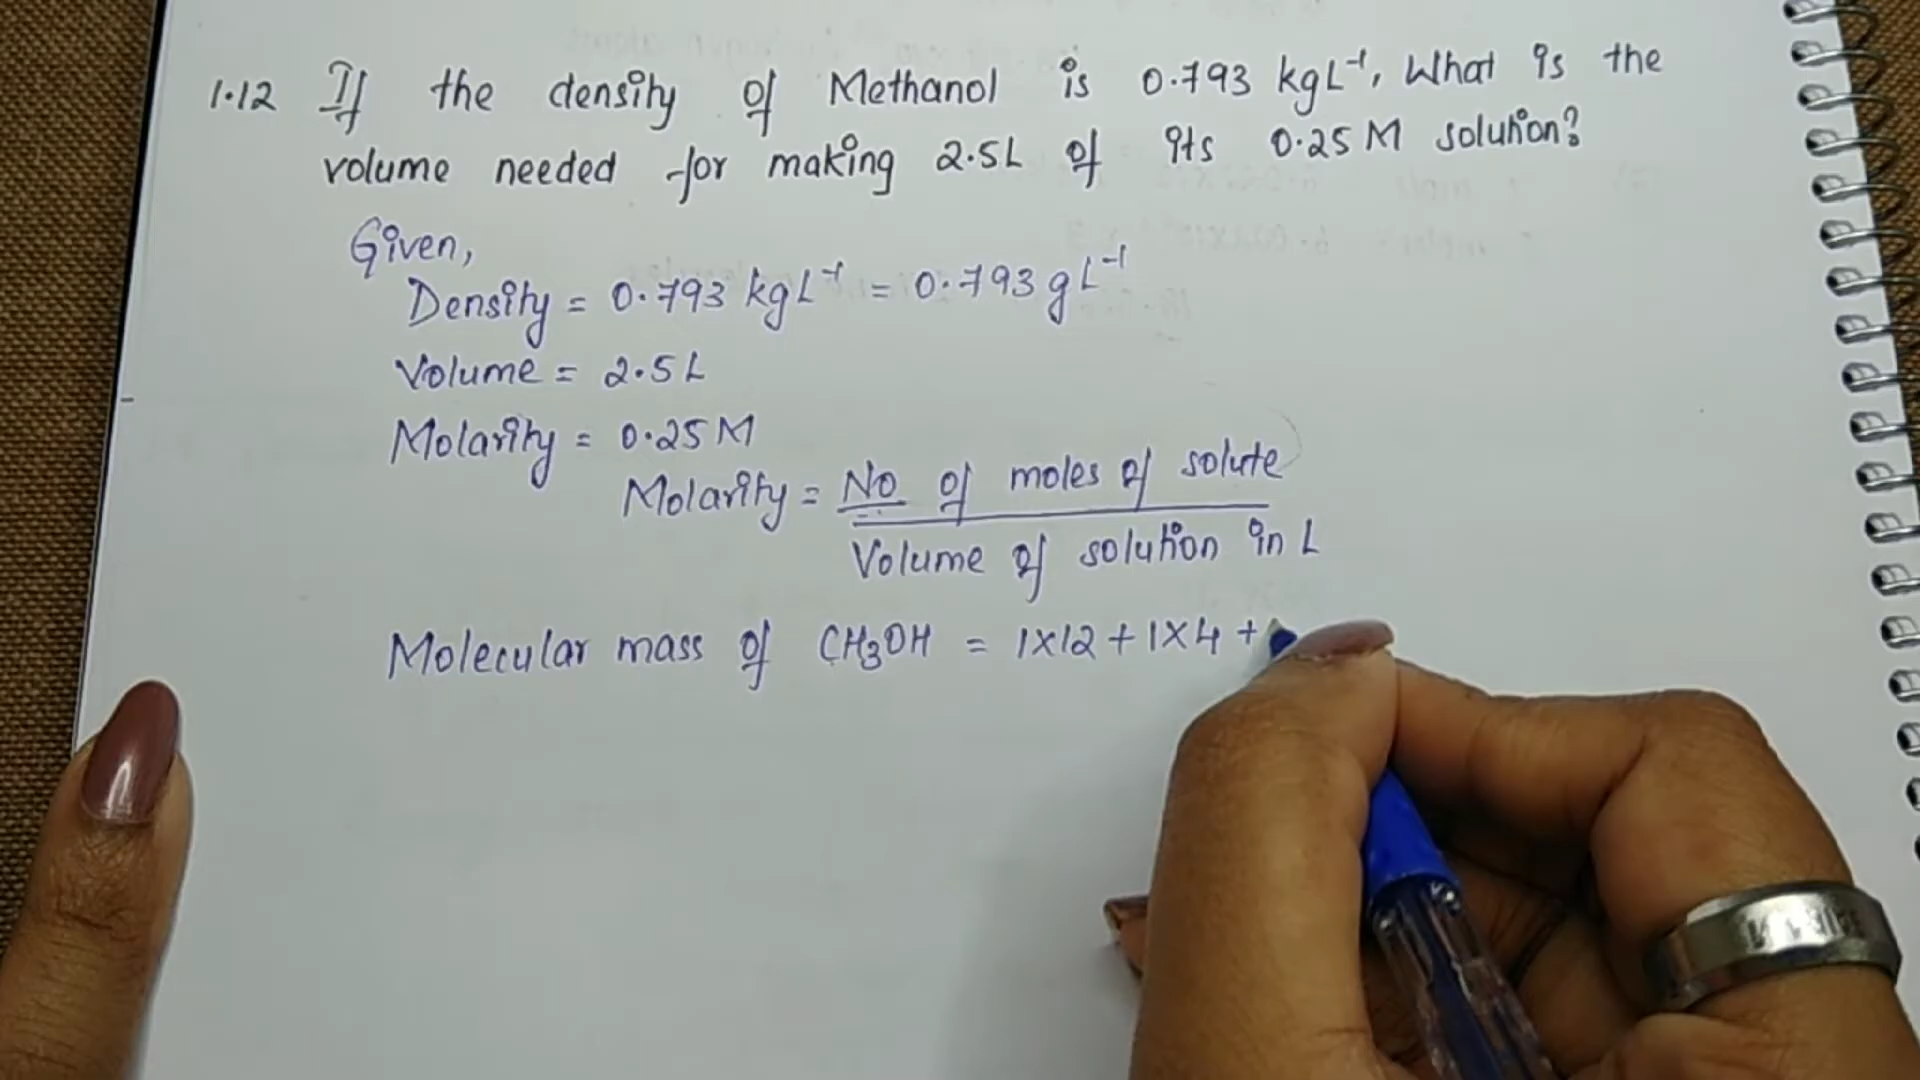 1.12 If the density of Methanol is 0.793 kgL⁻¹, What is the
volume needed for making 2.5L of its 0.25 M solution?
Given,
Density = 0.793 kgL⁻¹ = 0.793 gL⁻¹
Volume = 2.5L
Molarity = 0.25M
Molarity = No of moles of solute
Volume of solution in L
Molecular mass of CH₃OH = 1×12 + 1×4 +